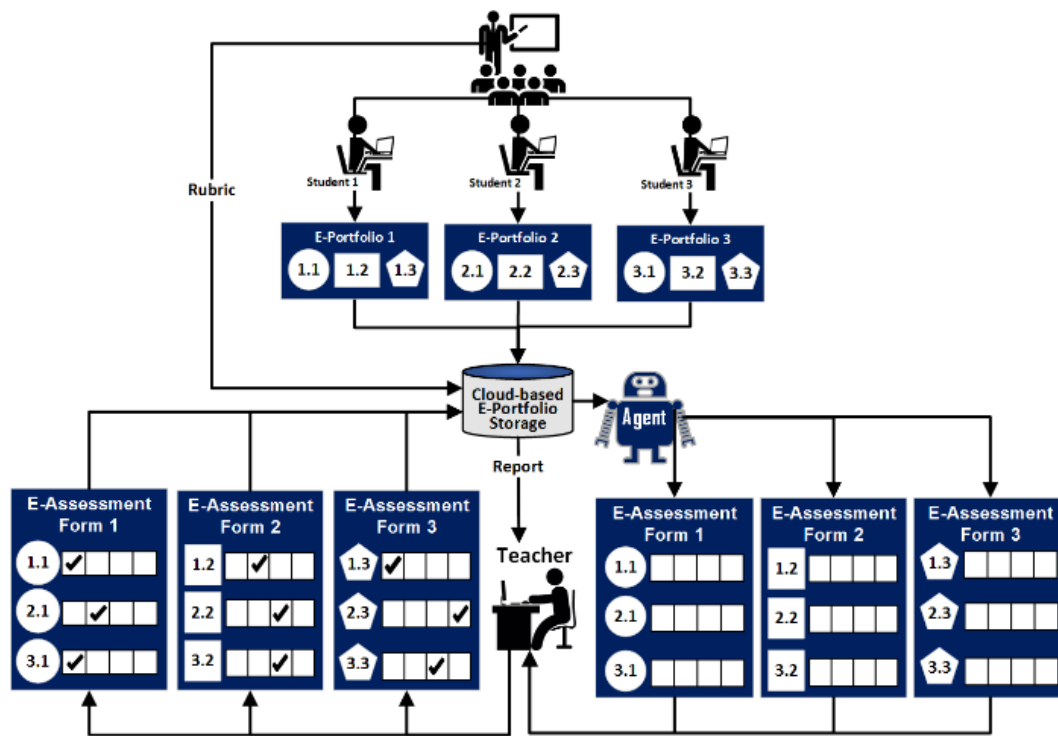 Rubric
Student 1
Student 2
Student 3
E-Portfolio 1
1.1 1.2 1.3
E-Portfolio 2
2.1 2.2 2.3
E-Portfolio 3
3.1 3.2 3.3
Cloud-based
E-Portfolio
Storage
Agent
Report
Teacher
E-Assessment
Form 1
1.1
2.1
3.1
E-Assessment
Form 2
1.2
2.2
3.2
E-Assessment
Form 3
1.3
2.3
3.3
E-Assessment
Form 1
1.1
2.1
3.1
E-Assessment
Form 2
1.2
2.2
3.2
E-Assessment
Form 3
1.3
2.3
3.3